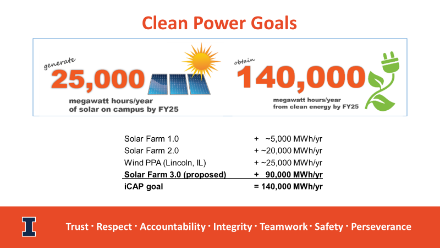 Clean Power Goals
generate
25,000
megawatt hours/year
of solar on campus by FY25
obtain
140,000
megawatt hours/year
from clean energy by FY25
Solar Farm 1.0 + ~5,000 MWh/yr
Solar Farm 2.0 + ~20,000 MWh/yr
Wind PPA (Lincoln, IL) + ~25,000 MWh/yr
Solar Farm 3.0 (proposed) + 90,000 MWh/yr
iCAP goal = 140,000 MWh/yr
I
Trust · Respect · Accountability · Integrity · Teamwork · Safety · Perseverance